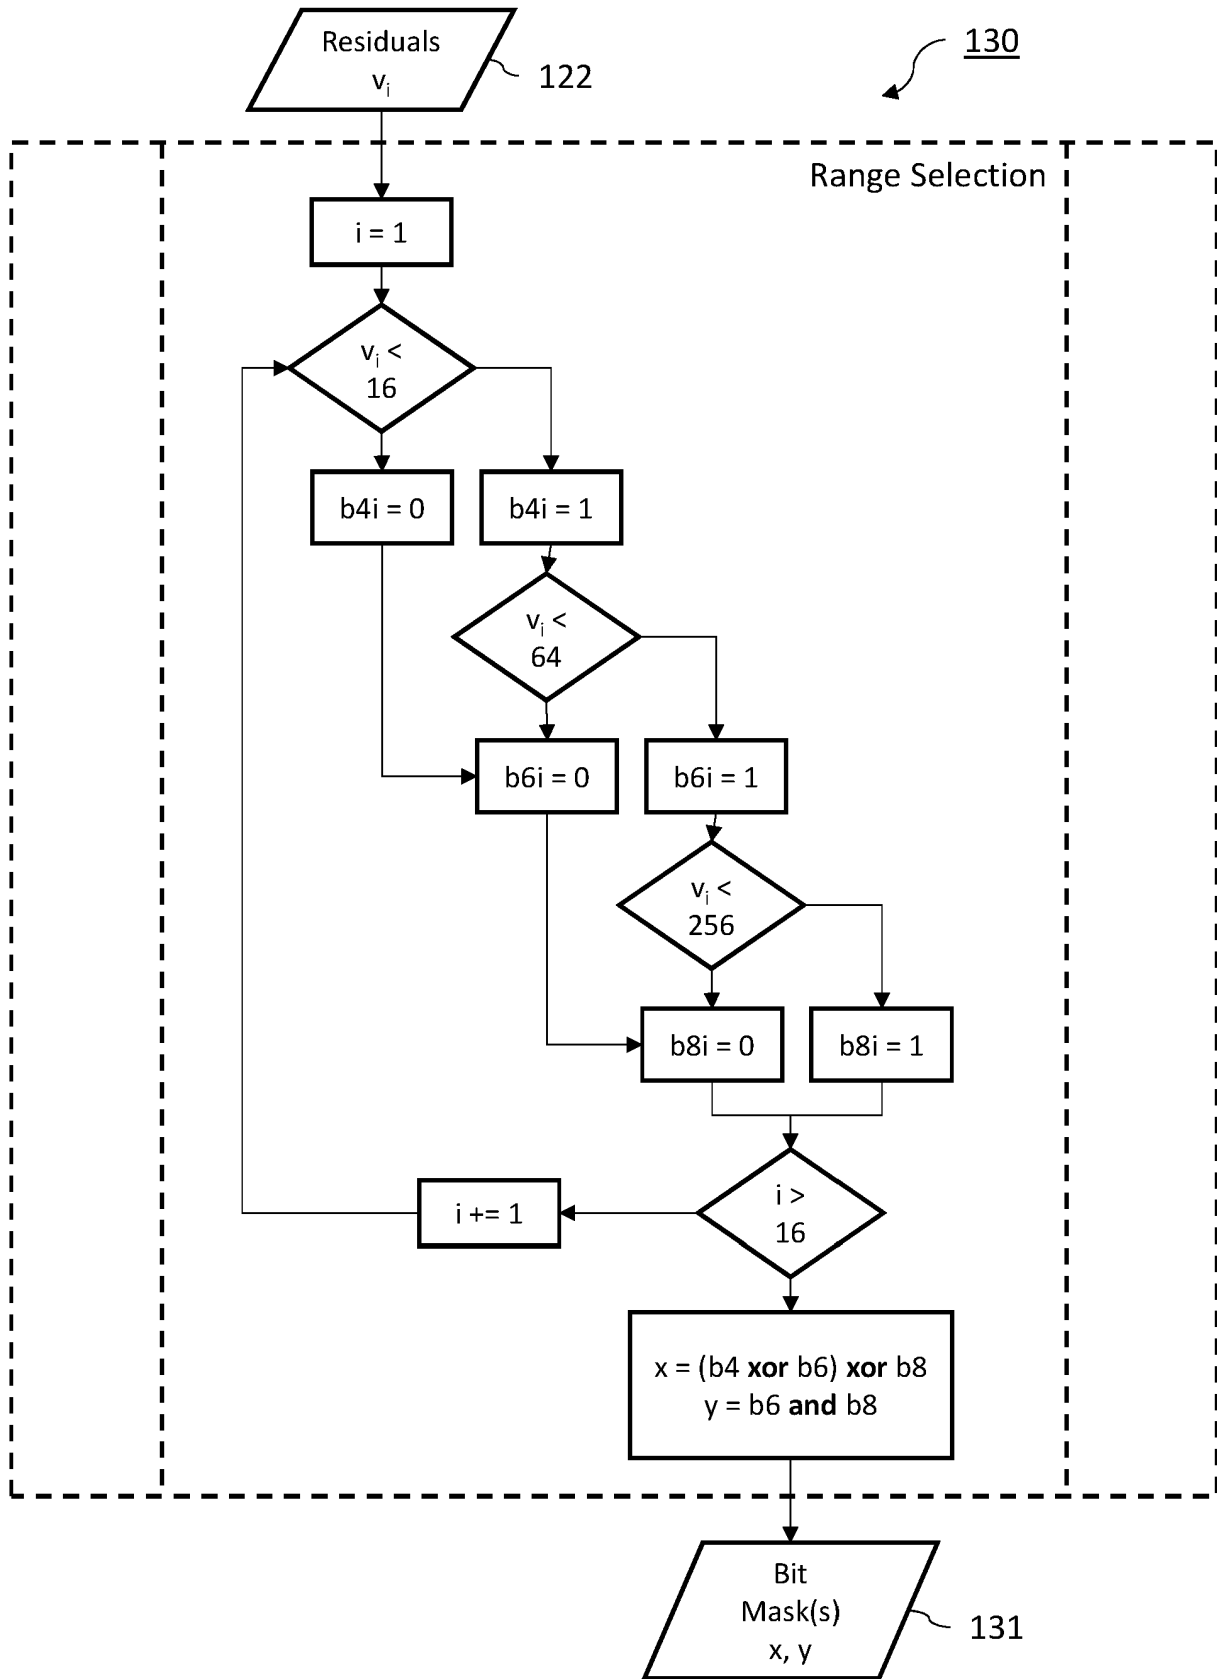 Residuals
vᵢ
122
130
Range Selection
i = 1
vᵢ <
16
b4i = 0
b4i = 1
vᵢ <
64
b6i = 0
b6i = 1
vᵢ <
256
b8i = 0
b8i = 1
i >
16
i += 1
x = (b4 xor b6) xor b8
y = b6 and b8
Bit
Mask(s)
x, y
131